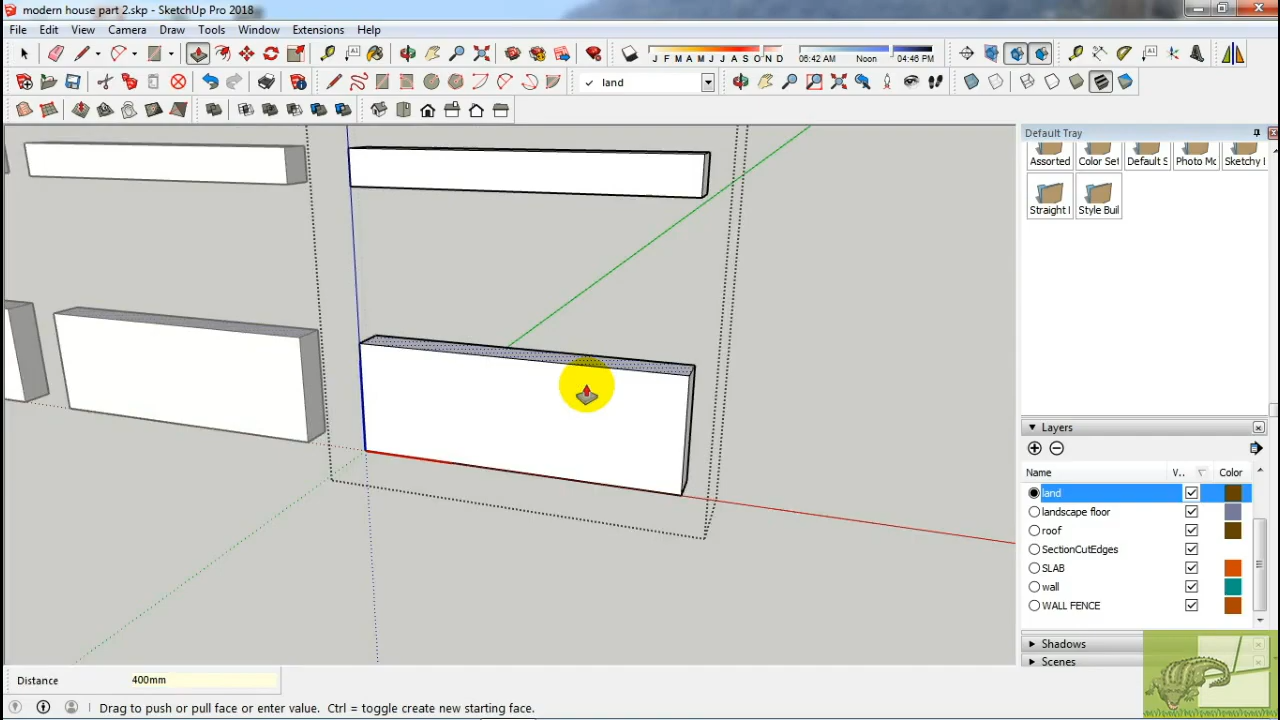 modern house part 2.skp - SketchUp Pro 2018
File Edit View Camera Draw Tools Window Extensions Help
J F M A M J J A S O N D 06:42 AM Noon 04:46 PM
land
Default Tray
Assorted Color Se Default S Photo Mo Sketchy
Straight Style Buil
Layers
Name V.. Color
land
landscape floor
roof
SectionCutEdges
SLAB
wall
WALL FENCE
Shadows
Scenes
Distance 400mm
Drag to push or pull face or enter value. Ctrl = toggle create new starting face.